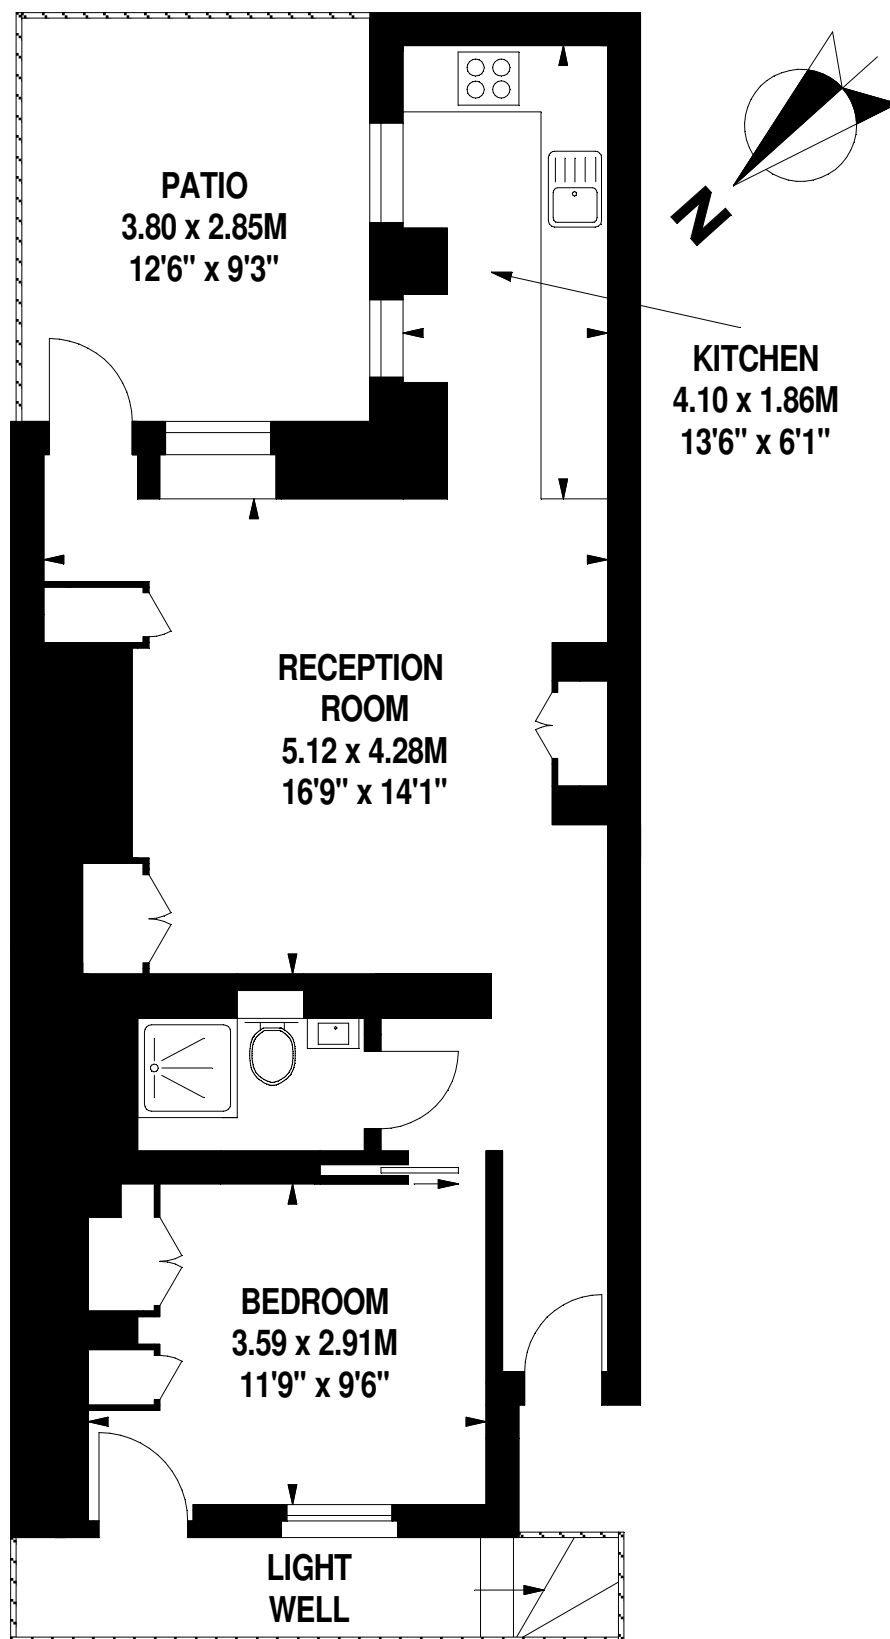 PATIO
3.80 x 2.85M
12'6" x 9'3"
N
KITCHEN
4.10 x 1.86M
13'6" x 6'1"
RECEPTION
ROOM
5.12 x 4.28M
16'9" x 14'1"
BEDROOM
3.59 x 2.91M
11'9" x 9'6"
LIGHT
WELL